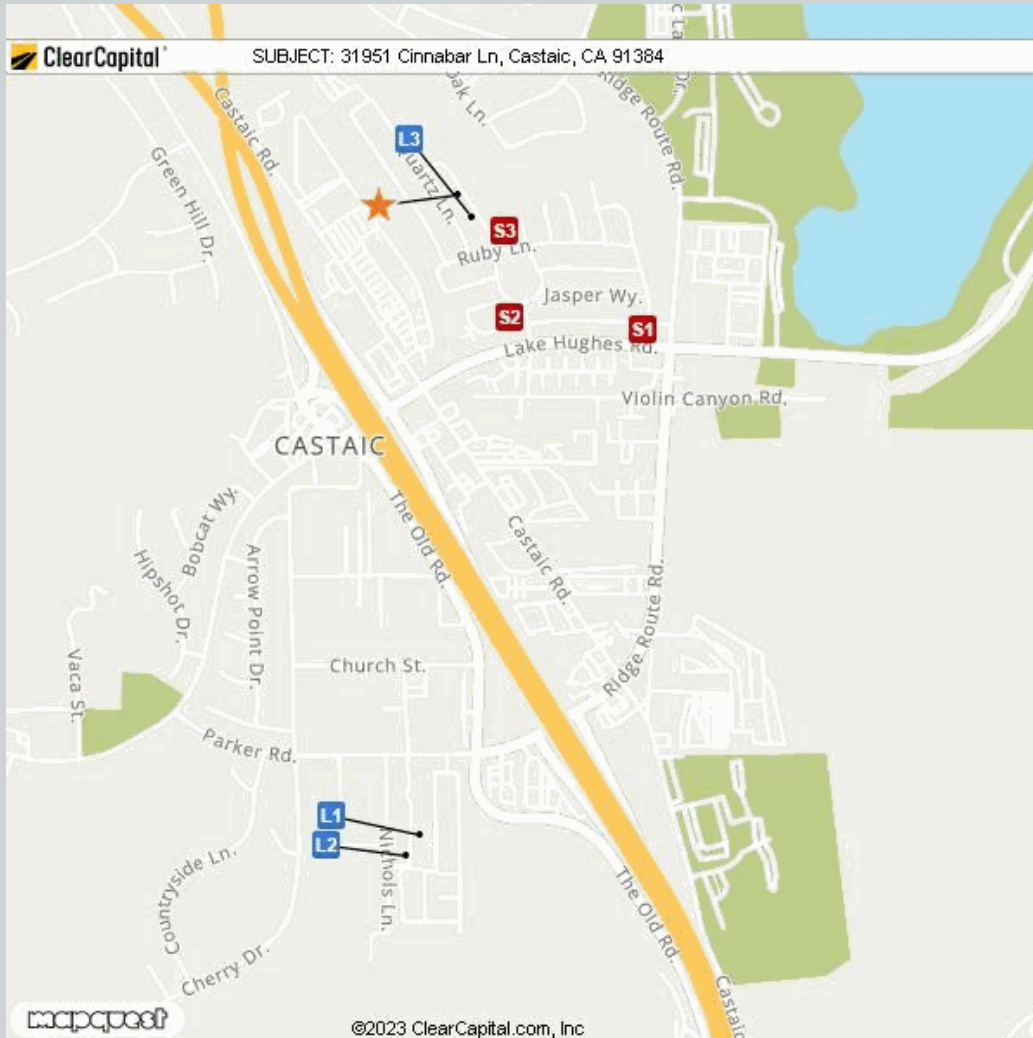 ClearCapital
SUBJECT: 31951 Cinnabar Ln, Castaic, CA 91384
Oak Ln.
Ridge Route Rd.
Castaic Rd.
L3
Green Hill Dr.
Quartz Ln.
S3
Ruby Ln.
Jasper Wy.
S2
S1
Lake Hughes Rd.
Violin Canyon Rd.
CASTAIC
The Old Rd.
Bobcat Wy.
Castaic Rd.
Hipshot Dr.
Arrow Point Dr.
Ridge Route Rd.
Vaca St.
Church St.
Parker Rd.
L1
L2
Nichols Ln.
Countryside Ln.
The Old Rd.
Cherry Dr.
Castaic
mapquest
©2023 ClearCapital.com, Inc